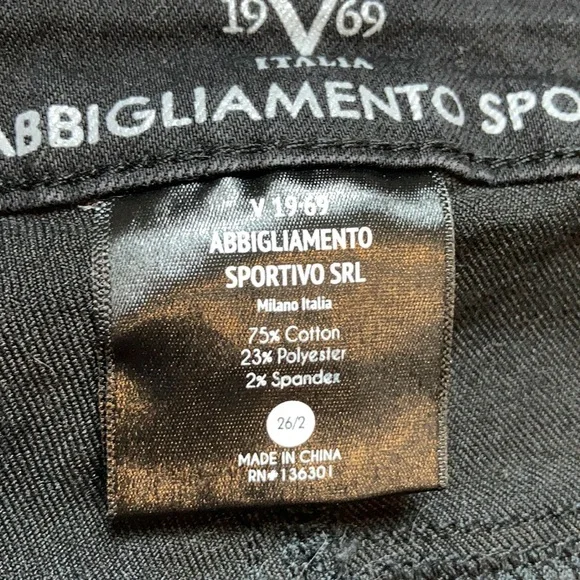 19 V 69
ITALIA
ABBIGLIAMENTO SPO
V 19·69
ABBIGLIAMENTO
SPORTIVO SRL
Milano Italia
75% Cotton
23% Polyester
2% Spandex
26/2
MADE IN CHINA
RN#136301